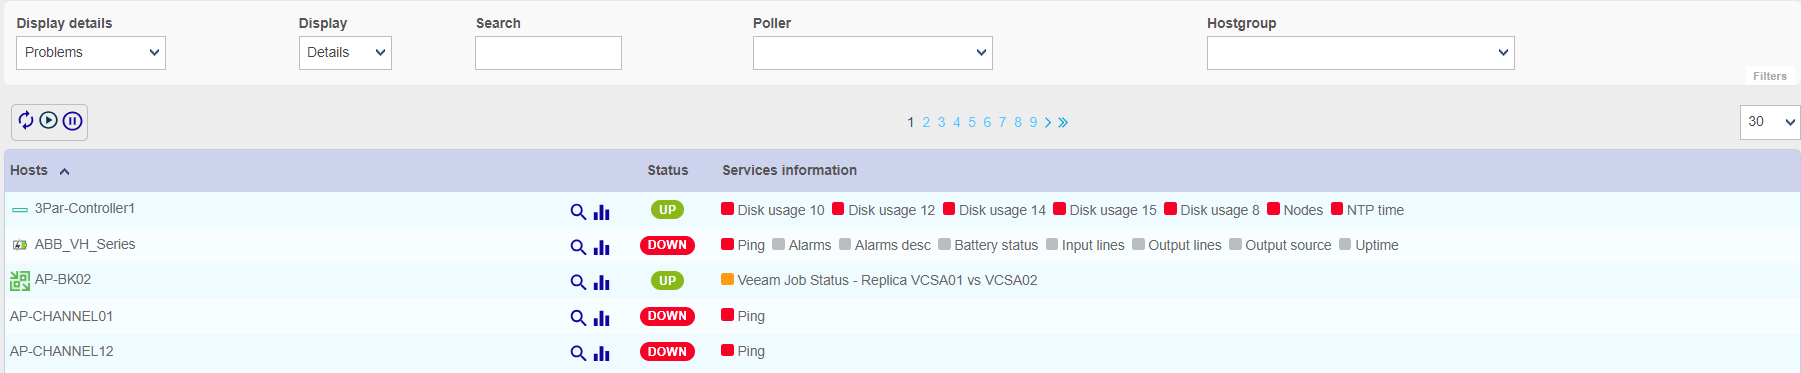 Display details Display Search Poller Hostgroup
Problems Details
Filters
1 2 3 4 5 6 7 8 9 30
Hosts Status Services information
3Par-Controller1 UP Disk usage 10 Disk usage 12 Disk usage 14 Disk usage 15 Disk usage 8 Nodes NTP time
ABB_VH_Series DOWN Ping Alarms Alarms desc Battery status Input lines Output lines Output source Uptime
AP-BK02 UP Veeam Job Status - Replica VCSA01 vs VCSA02
AP-CHANNEL01 DOWN Ping
AP-CHANNEL12 DOWN Ping